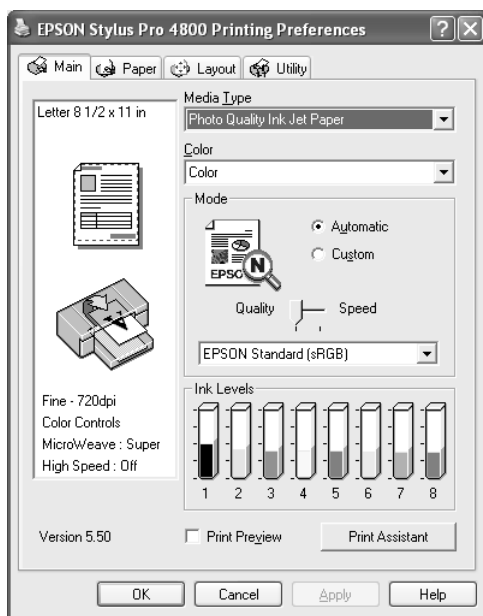 EPSON Stylus Pro 4800 Printing Preferences
Main Paper Layout Utility
Letter 8 1/2 x 11 in
Media Type
Photo Quality Ink Jet Paper
Color
Color
Mode
Automatic
Custom
EPSO
N
Quality Speed
EPSON Standard (sRGB)
Fine - 720dpi
Color Controls
MicroWeave : Super
High Speed : Off
Ink Levels
1 2 3 4 5 6 7 8
Version 5.50
Print Preview
Print Assistant
OK Cancel Apply Help